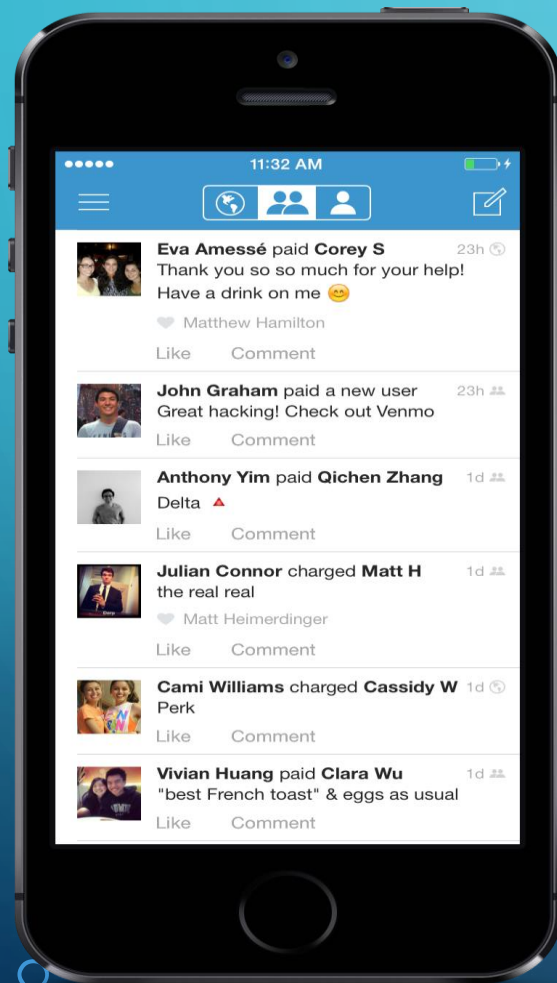 11:32 AM
Eva Amessé paid Corey S 23h
Thank you so so much for your help!
Have a drink on me 😊
Matthew Hamilton
Like Comment
John Graham paid a new user 23h
Great hacking! Check out Venmo
Like Comment
Anthony Yim paid Qichen Zhang 1d
Delta 🔺
Like Comment
Julian Connor charged Matt H 1d
the real real
Matt Heimerdinger
Like Comment
Cami Williams charged Cassidy W 1d
Perk
Like Comment
Vivian Huang paid Clara Wu 1d
"best French toast" & eggs as usual
Like Comment